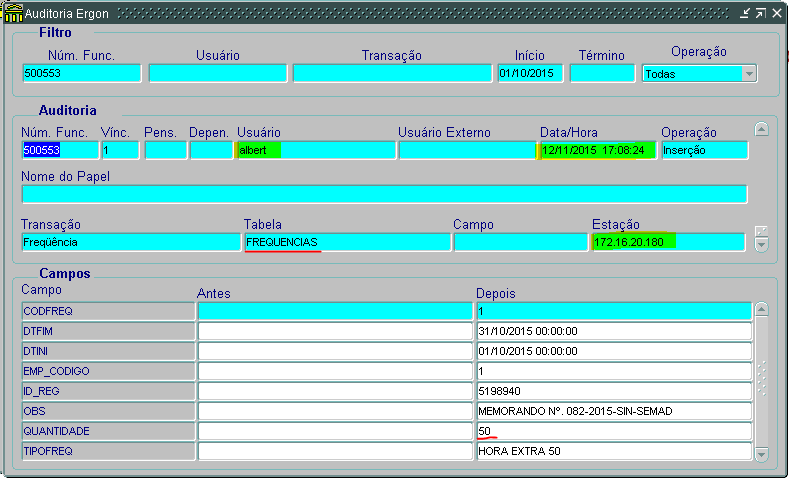 Auditoria Ergon
Filtro
Núm. Func. Usuário Transação Início Término Operação
500553 01/10/2015 Todas
Auditoria
Núm. Func. Vínc. Pens. Depen. Usuário Usuário Externo Data/Hora Operação
500553 1 albert 12/11/2015 17:08:24 Inserção
Nome do Papel
Transação Tabela Campo Estação
Freqüência FREQUENCIAS 172.16.20.180
Campos
Campo Antes Depois
CODFREQ 1
DTFIM 31/10/2015 00:00:00
DTINI 01/10/2015 00:00:00
EMP_CODIGO 1
ID_REG 5198940
OBS MEMORANDO Nº. 082-2015-SIN-SEMAD
QUANTIDADE 50
TIPOFREQ HORA EXTRA 50